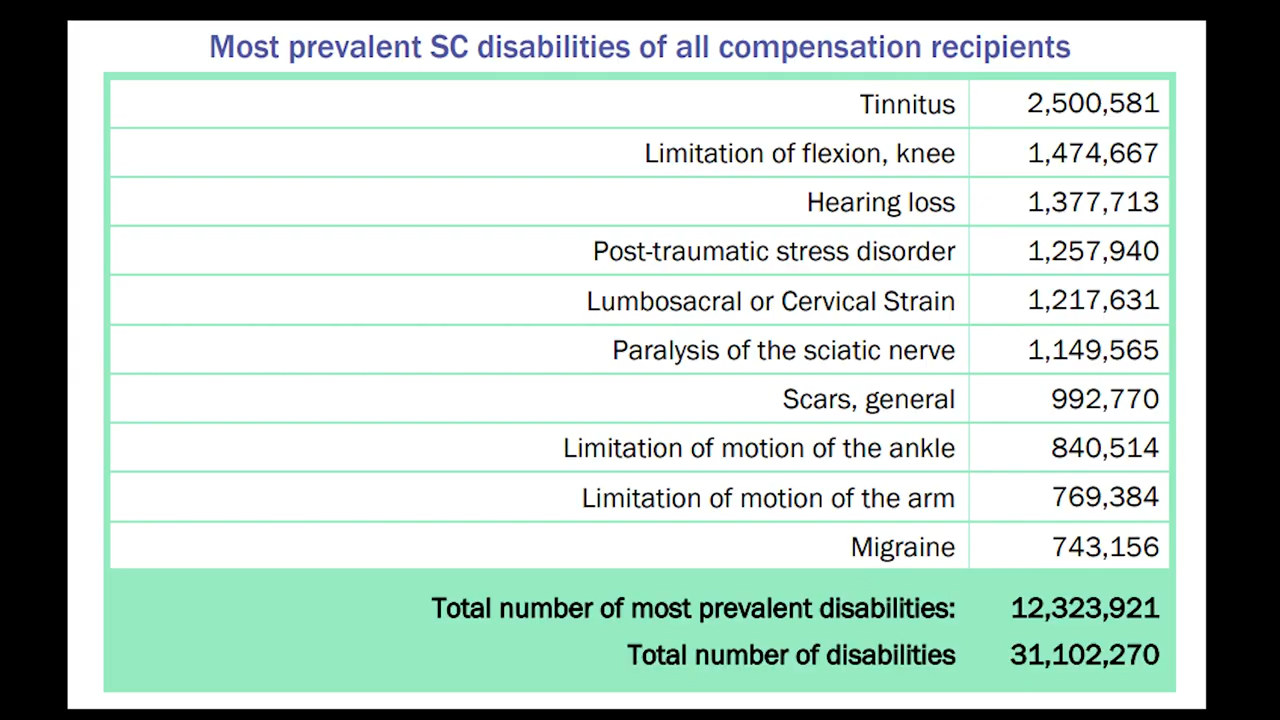 Most prevalent SC disabilities of all compensation recipients
Tinnitus 2,500,581
Limitation of flexion, knee 1,474,667
Hearing loss 1,377,713
Post-traumatic stress disorder 1,257,940
Lumbosacral or Cervical Strain 1,217,631
Paralysis of the sciatic nerve 1,149,565
Scars, general 992,770
Limitation of motion of the ankle 840,514
Limitation of motion of the arm 769,384
Migraine 743,156
Total number of most prevalent disabilities: 12,323,921
Total number of disabilities 31,102,270